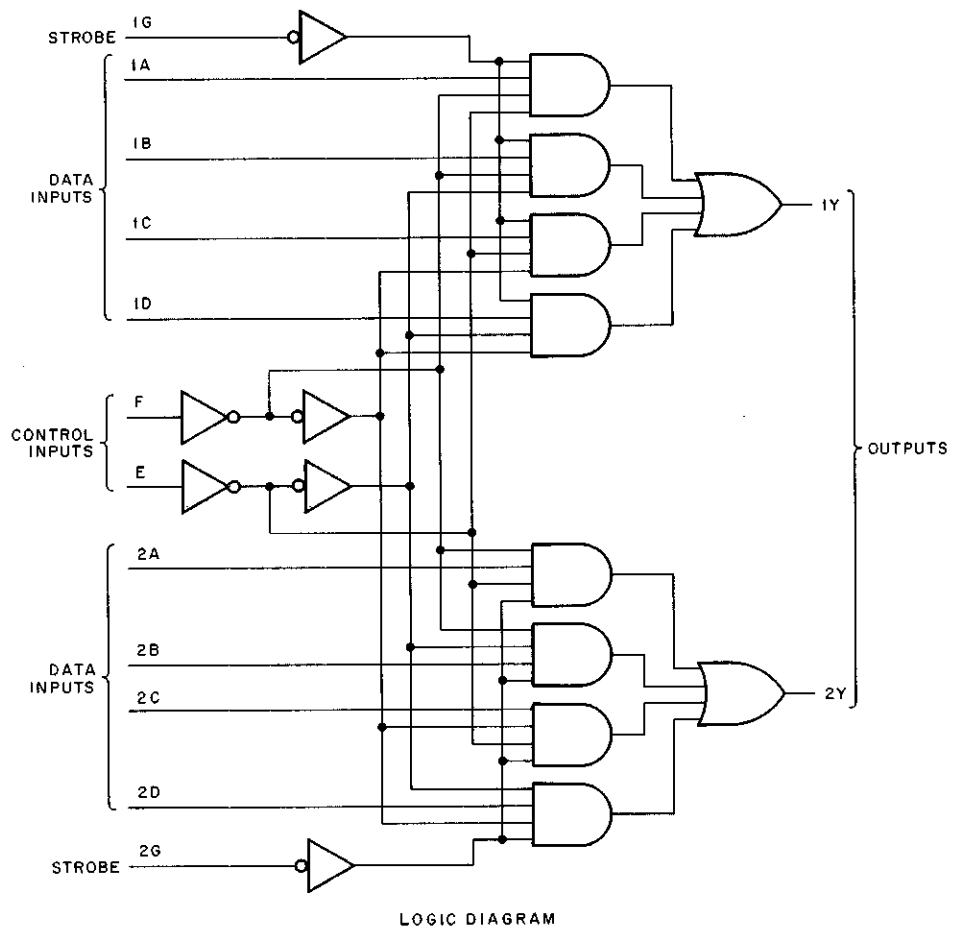 1G
STROBE
1A
1B
DATA
INPUTS
1C
1Y
1D
F
CONTROL
INPUTS
E
OUTPUTS
2A
2B
DATA
INPUTS
2C
2Y
2D
2G
STROBE
LOGIC DIAGRAM